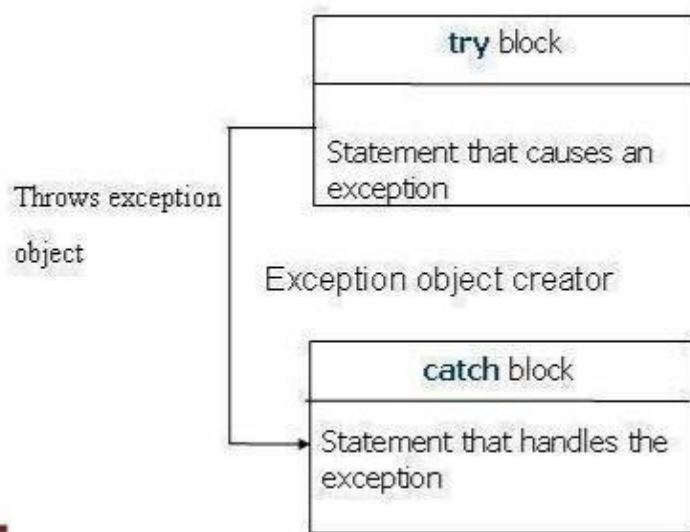 try block
Statement that causes an
exception
Throws exception
object
Exception object creator
catch block
Statement that handles the
exception